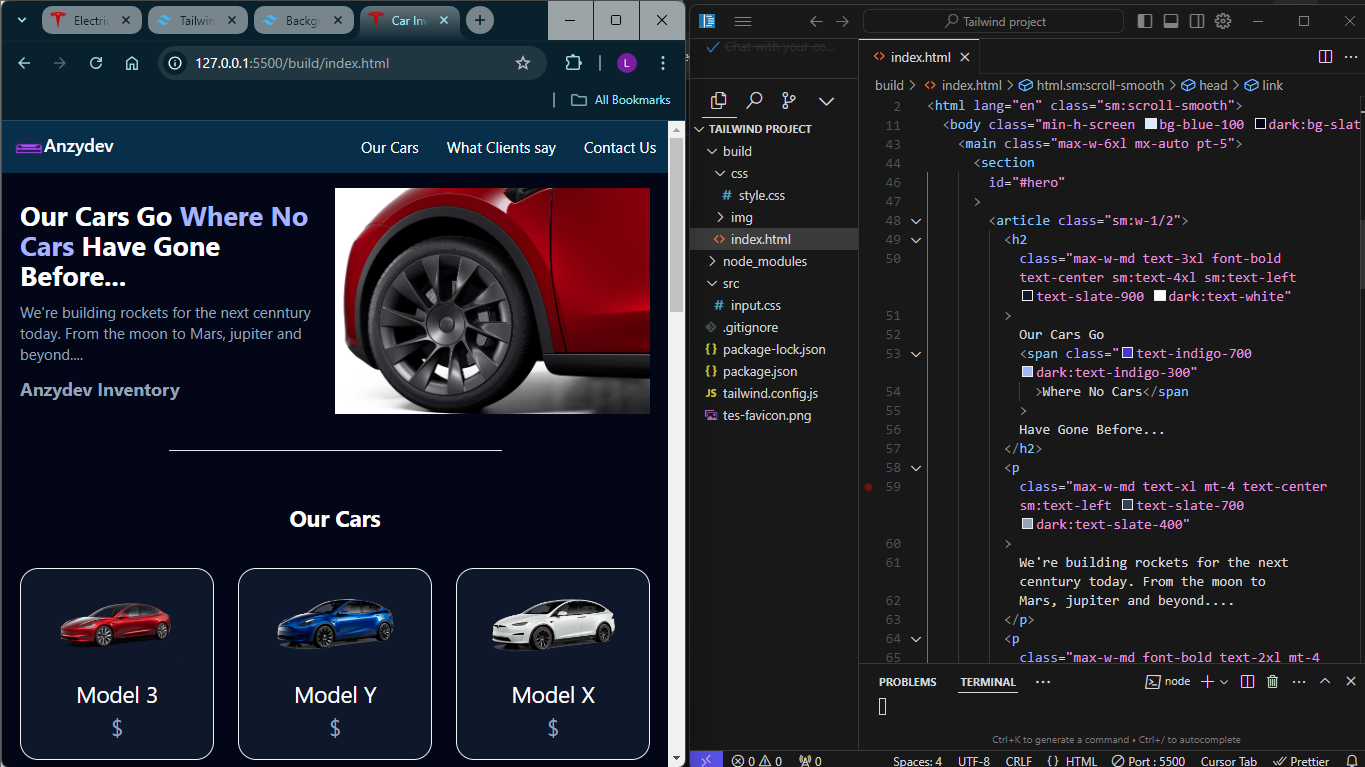 Electric
Tailwin
Backg
Car Inv
127.0.0.1:5500/build/index.html
L
All Bookmarks
Anzydev
Our Cars
What Clients say
Contact Us
Our Cars Go Where No
Cars Have Gone
Before...
We're building rockets for the next cenntury
today. From the moon to Mars, jupiter and
beyond....
Anzydev Inventory
Our Cars
Model 3
$
Model Y
$
Model X
$
Tailwind project
Chat with your co...
TAILWIND PROJECT
build
css
# style.css
img
<> index.html
node_modules
src
# input.css
.gitignore
{} package-lock.json
{} package.json
JS tailwind.config.js
tes-favicon.png
<> index.html
build > <> index.html > html.sm:scroll-smooth > head > link
2 <html lang="en" class="sm:scroll-smooth">
11 <body class="min-h-screen bg-blue-100 dark:bg-slat
43 <main class="max-w-6xl mx-auto pt-5">
44 <section
46 id="#hero"
47 >
48 <article class="sm:w-1/2">
49 <h2
50 class="max-w-md text-3xl font-bold
text-center sm:text-4xl sm:text-left
text-slate-900 dark:text-white"
51 >
52 Our Cars Go
53 <span class="text-indigo-700
dark:text-indigo-300"
54 >Where No Cars</span
55 >
56 Have Gone Before...
57 </h2>
58 <p
59 class="max-w-md text-xl mt-4 text-center
sm:text-left text-slate-700
dark:text-slate-400"
60 >
61 We're building rockets for the next
cenntury today. From the moon to
62 Mars, jupiter and beyond....
63 </p>
64 <p
65 class="max-w-md font-bold text-2xl mt-4
PROBLEMS
TERMINAL
node
Ctrl+K to generate a command • Ctrl+/ to autocomplete
0
0
0
Spaces: 4
UTF-8
CRLF
{} HTML
Port : 5500
Cursor Tab
Prettier